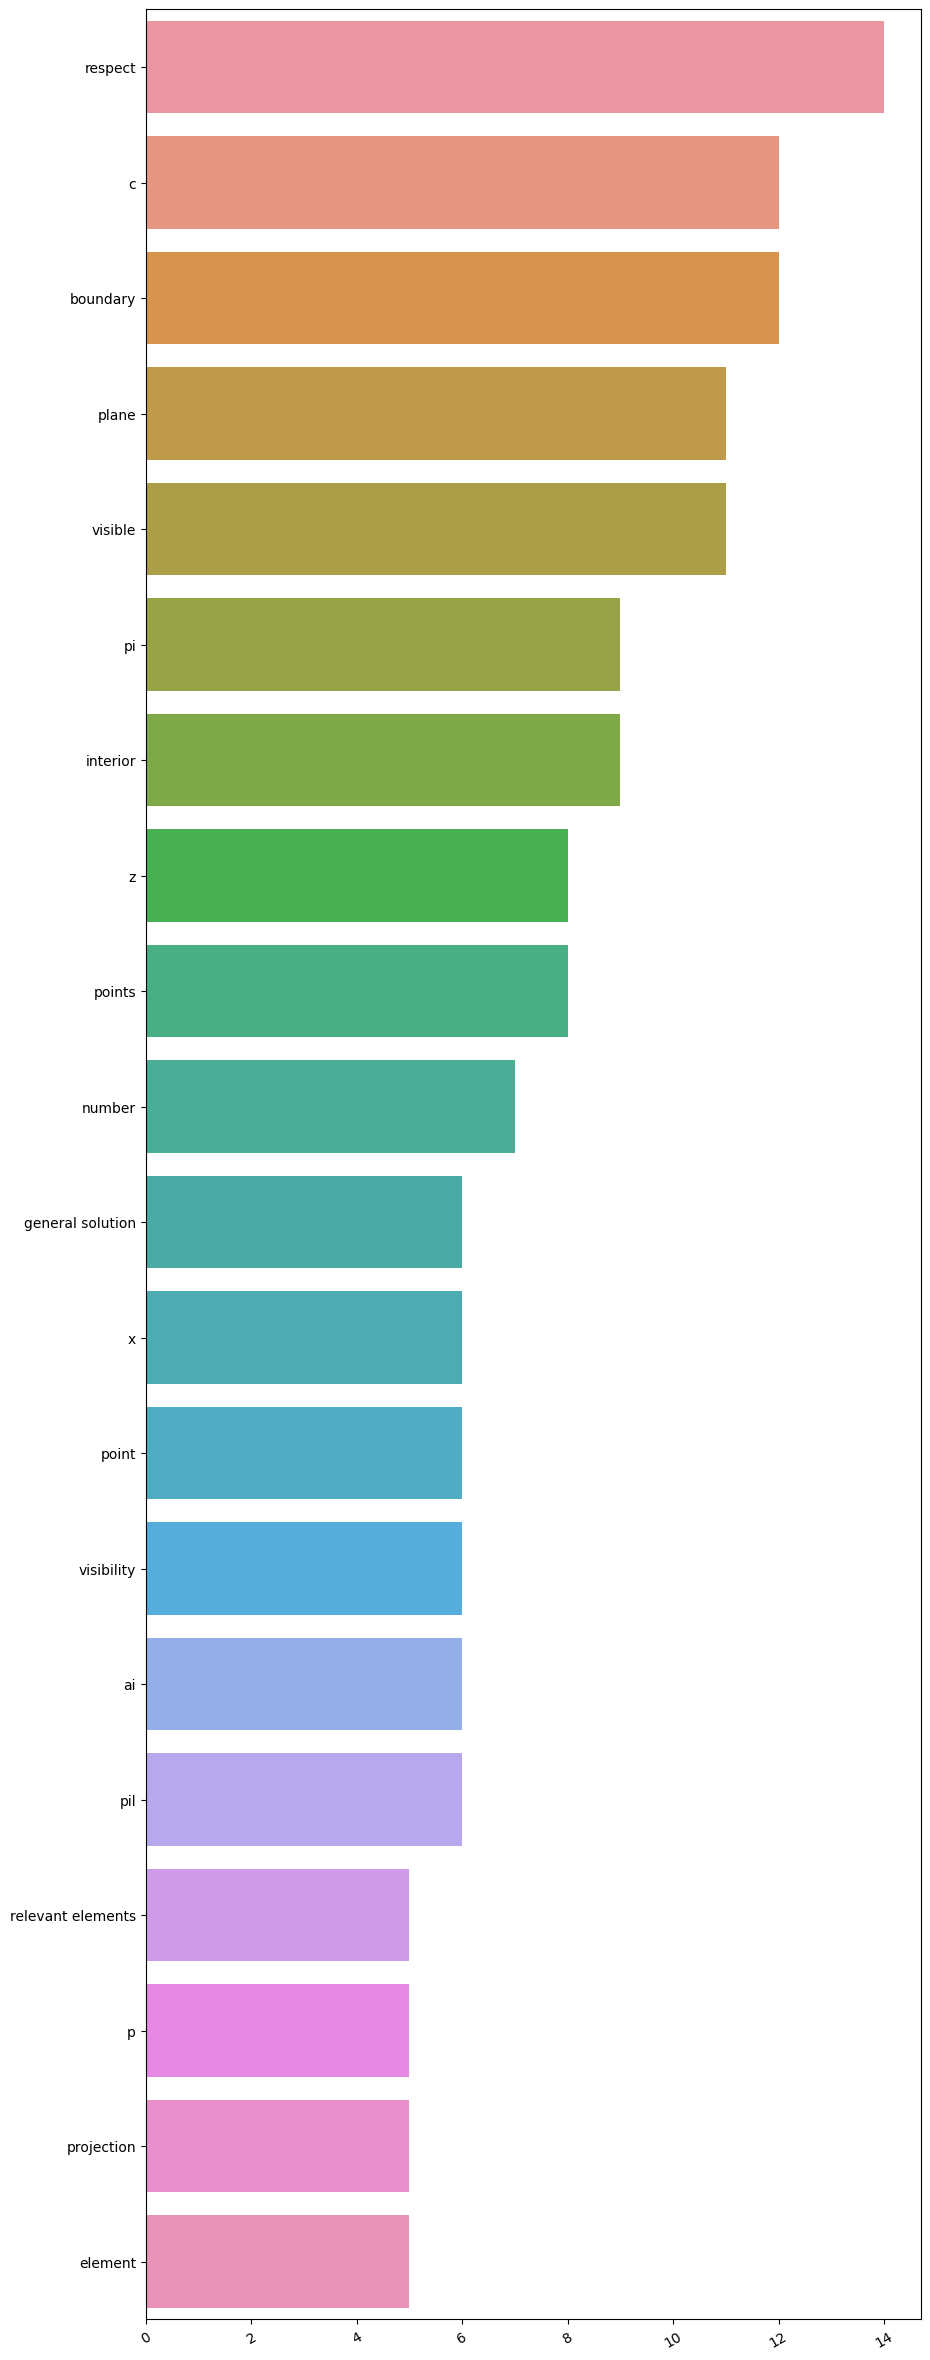 respect
c
boundary
plane
visible
pi
interior
z
points
number
general solution
x
point
visibility
ai
pil
relevant elements
p
projection
element
0 2 4 6 8 10 12 14